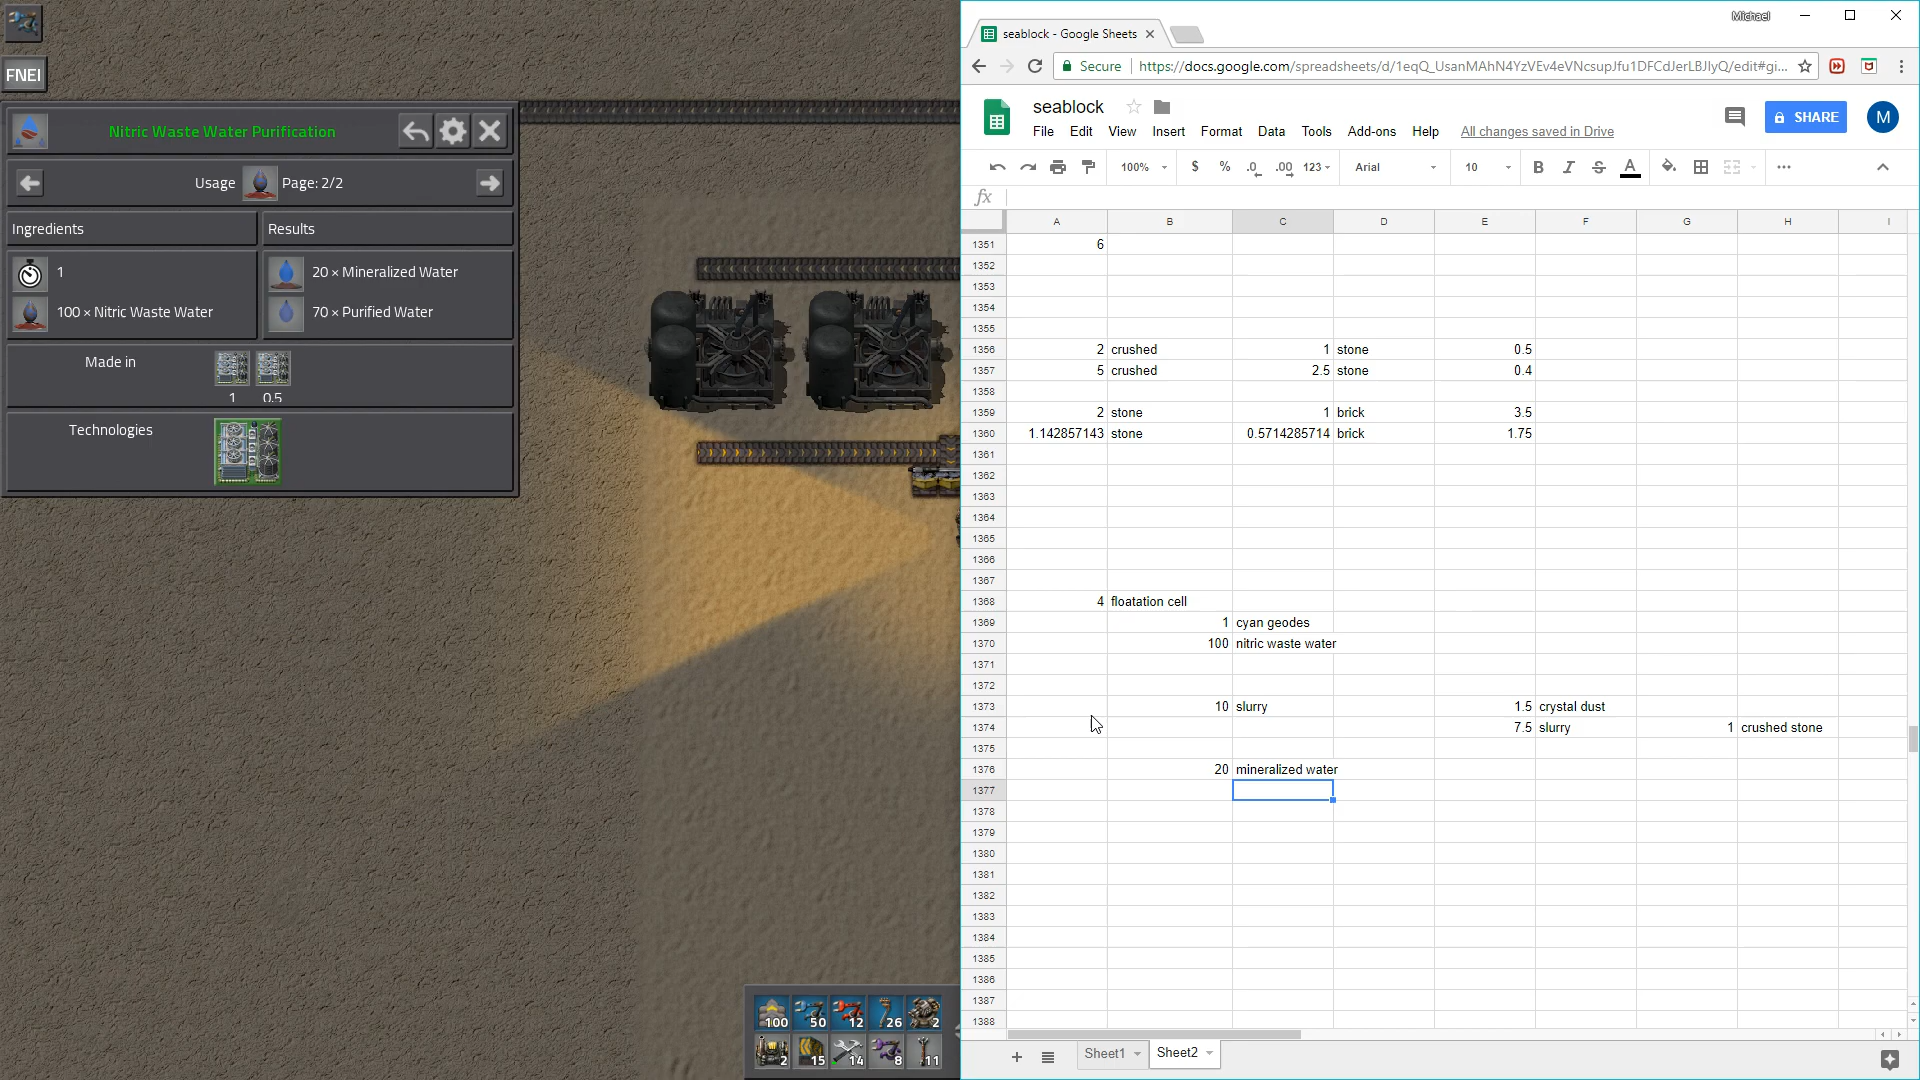 FNEI
Nitric Waste Water Purification
Usage Page: 2/2
Ingredients
Results
1
20 × Mineralized Water
100 × Nitric Waste Water
70 × Purified Water
Made in
1 0.5
Technologies
100 50 12 26 2
2 15 14 8 11
Michael
seablock - Google Sheets
Secure
https://docs.google.com/spreadsheets/d/1eqQ_UsanMAhN4YzVEv4eVNcsupJfu1DFCdJerLBJIyQ/edit#gi...
seablock
SHARE
M
File Edit View Insert Format Data Tools Add-ons Help All changes saved in Drive
100% $ % .0 .00 123 Arial 10 B I S A
fx
A B C D E F G H I
1351 6
1352
1353
1354
1355
1356 2 crushed 1 stone 0.5
1357 5 crushed 2.5 stone 0.4
1358
1359 2 stone 1 brick 3.5
1360 1.142857143 stone 0.5714285714 brick 1.75
1361
1362
1363
1364
1365
1366
1367
1368 4 floatation cell
1369 1 cyan geodes
1370 100 nitric waste water
1371
1372
1373 10 slurry 1.5 crystal dust
1374 7.5 slurry 1 crushed stone
1375
1376 20 mineralized water
1377
1378
1379
1380
1381
1382
1383
1384
1385
1386
1387
1388
Sheet1 Sheet2